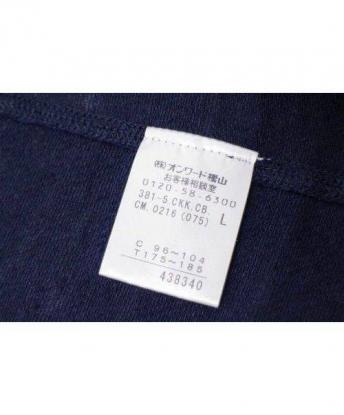 ㈱オンワード樫山
お客様相談室
0120-58-6300
381-5.CKK.CB.
CM.0216(075) L
C 96～104
T175～185
438340